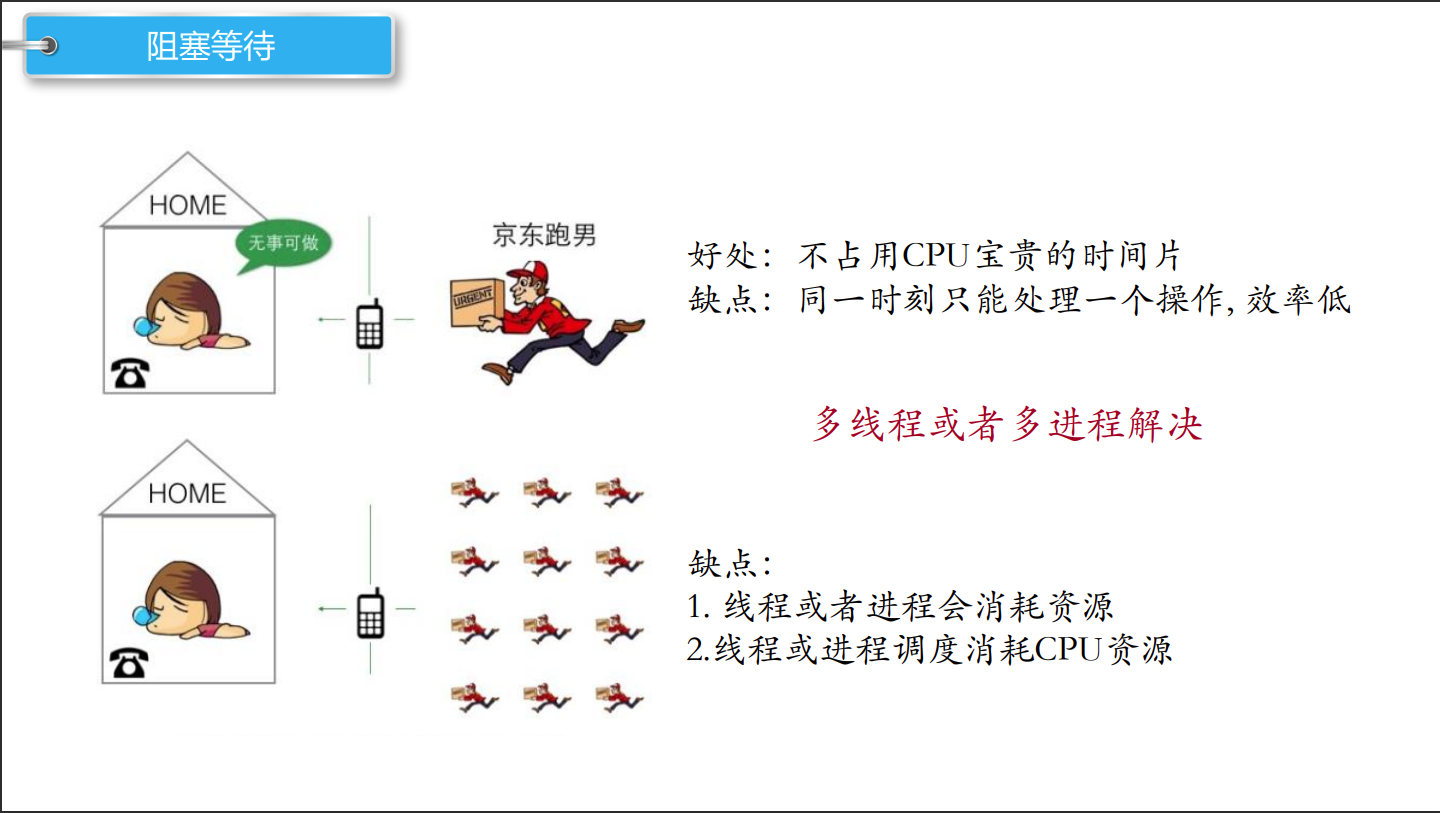 阻塞等待
HOME
无事可做
京东跑男
URGENT
好处：不占用CPU宝贵的时间片
缺点：同一时刻只能处理一个操作, 效率低
多线程或者多进程解决
HOME
缺点：
1. 线程或者进程会消耗资源
2.线程或进程调度消耗CPU资源